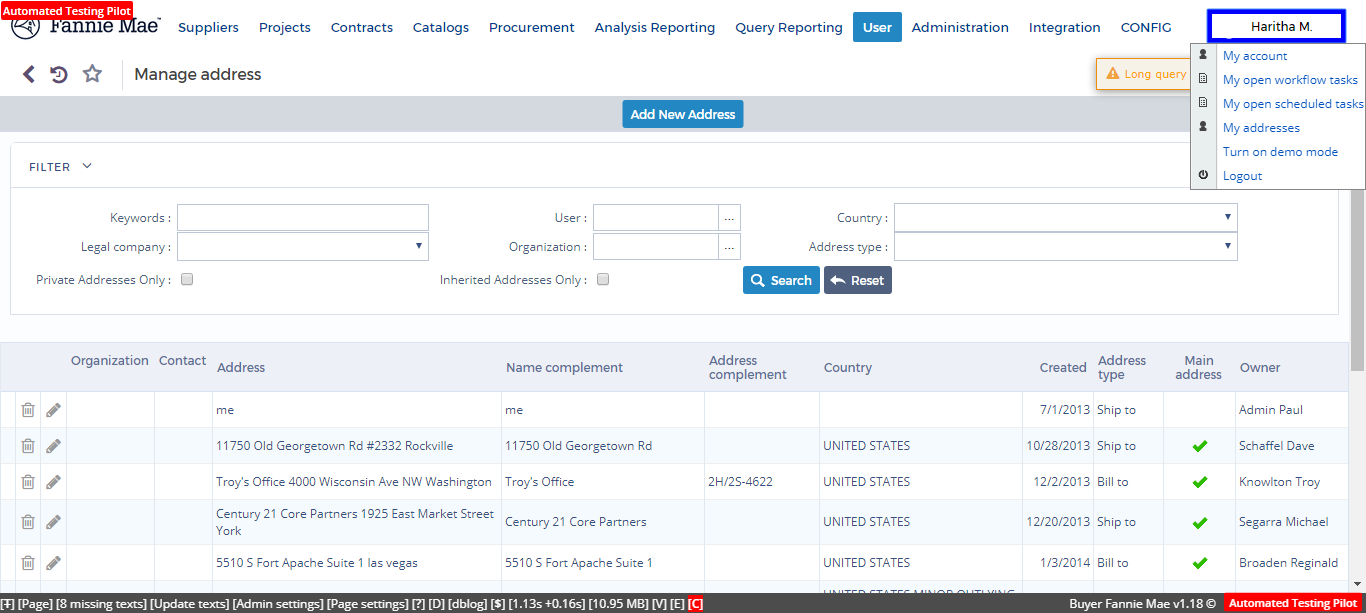 Automated Testing Pilot
Fannie Mae
Suppliers Projects Contracts Catalogs Procurement Analysis Reporting Query Reporting User Administration Integration CONFIG
Haritha M.
My account
My open workflow tasks
My open scheduled tasks
My addresses
Turn on demo mode
Logout
Manage address
Long query
Add New Address
FILTER
Keywords : User : ... Country :
Legal company : Organization : ... Address type :
Private Addresses Only : Inherited Addresses Only : Search Reset
Organization Contact Address Name complement Address complement Country Created Address type Main address Owner
me me 7/1/2013 Ship to Admin Paul
11750 Old Georgetown Rd #2332 Rockville 11750 Old Georgetown Rd UNITED STATES 10/28/2013 Ship to Schaffel Dave
Troy's Office 4000 Wisconsin Ave NW Washington Troy's Office 2H/2S-4622 UNITED STATES 12/2/2013 Bill to Knowlton Troy
Century 21 Core Partners 1925 East Market Street York Century 21 Core Partners UNITED STATES 12/20/2013 Ship to Segarra Michael
5510 S Fort Apache Suite 1 las vegas 5510 S Fort Apache Suite 1 UNITED STATES 1/3/2014 Bill to Broaden Reginald
UNITED STATES MINOR OUTLYING
[Ŧ] [Page] [8 missing texts] [Update texts] [Admin settings] [Page settings] [?] [D] [dblog] [$] [1.13s +0.16s] [10.95 MB] [V] [E] [C]
Buyer Fannie Mae v1.18 © Automated Testing Pilot